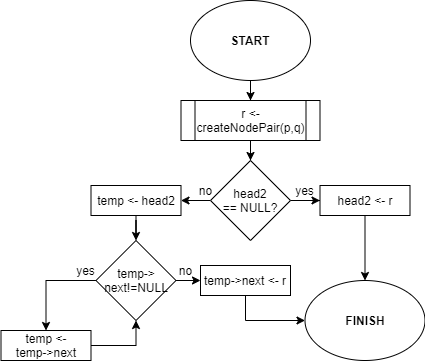 START
r <-
createNodePair(p,q)
head2
== NULL?
no
yes
temp <- head2
head2 <- r
temp->
next!=NULL
yes
no
temp->next <- r
temp <-
temp->next
FINISH